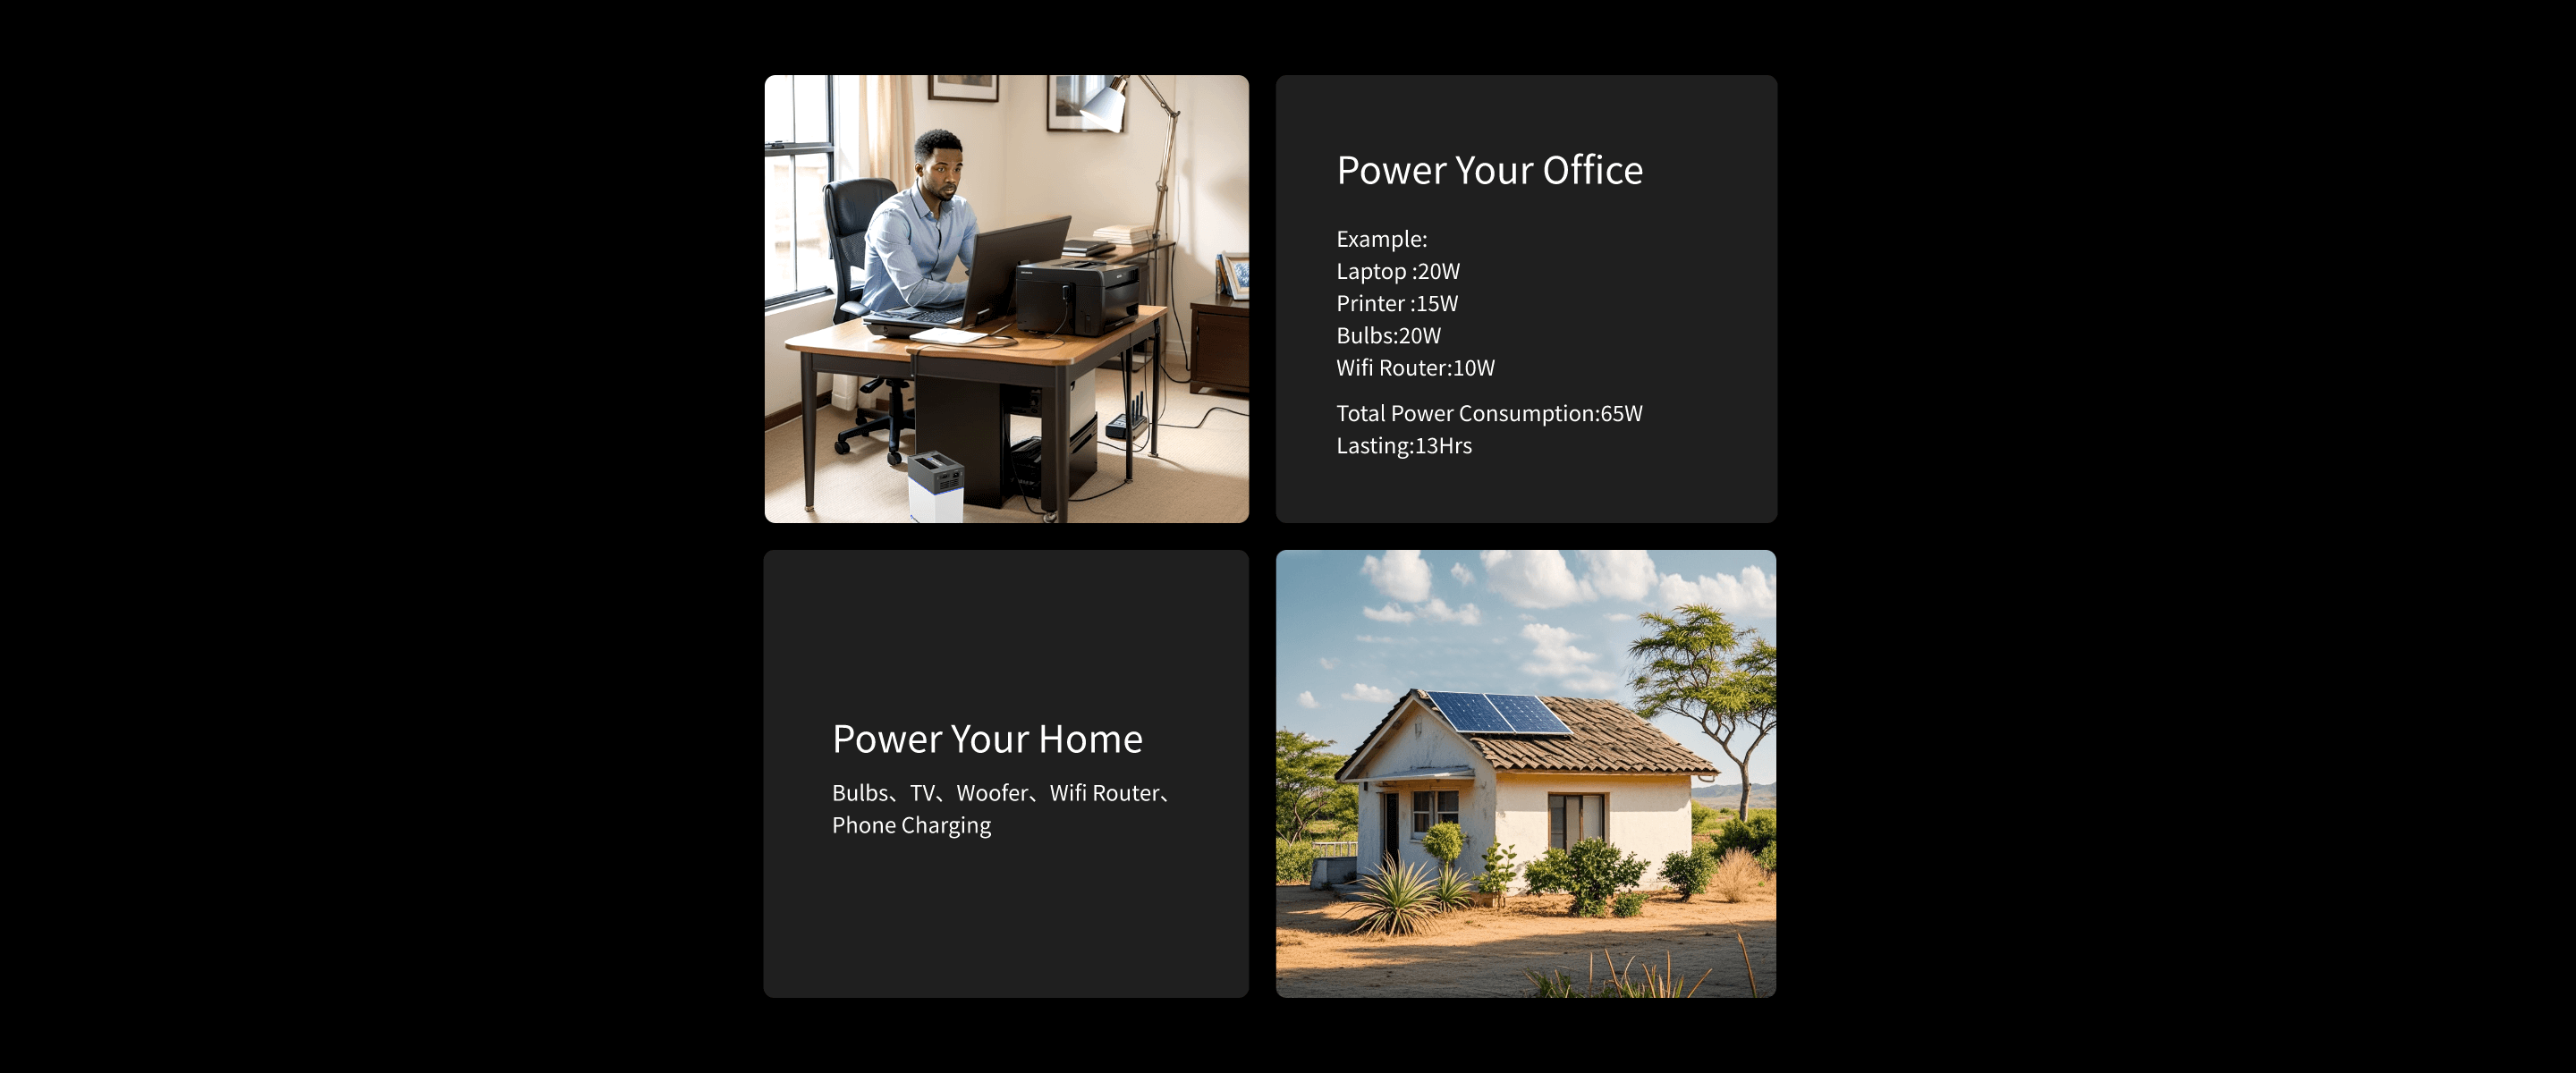 Power Your Office
Example:
Laptop :20W
Printer :15W
Bulbs:20W
Wifi Router:10W
Total Power Consumption:65W
Lasting:13Hrs
Power Your Home
Bulbs、TV、Woofer、Wifi Router、
Phone Charging